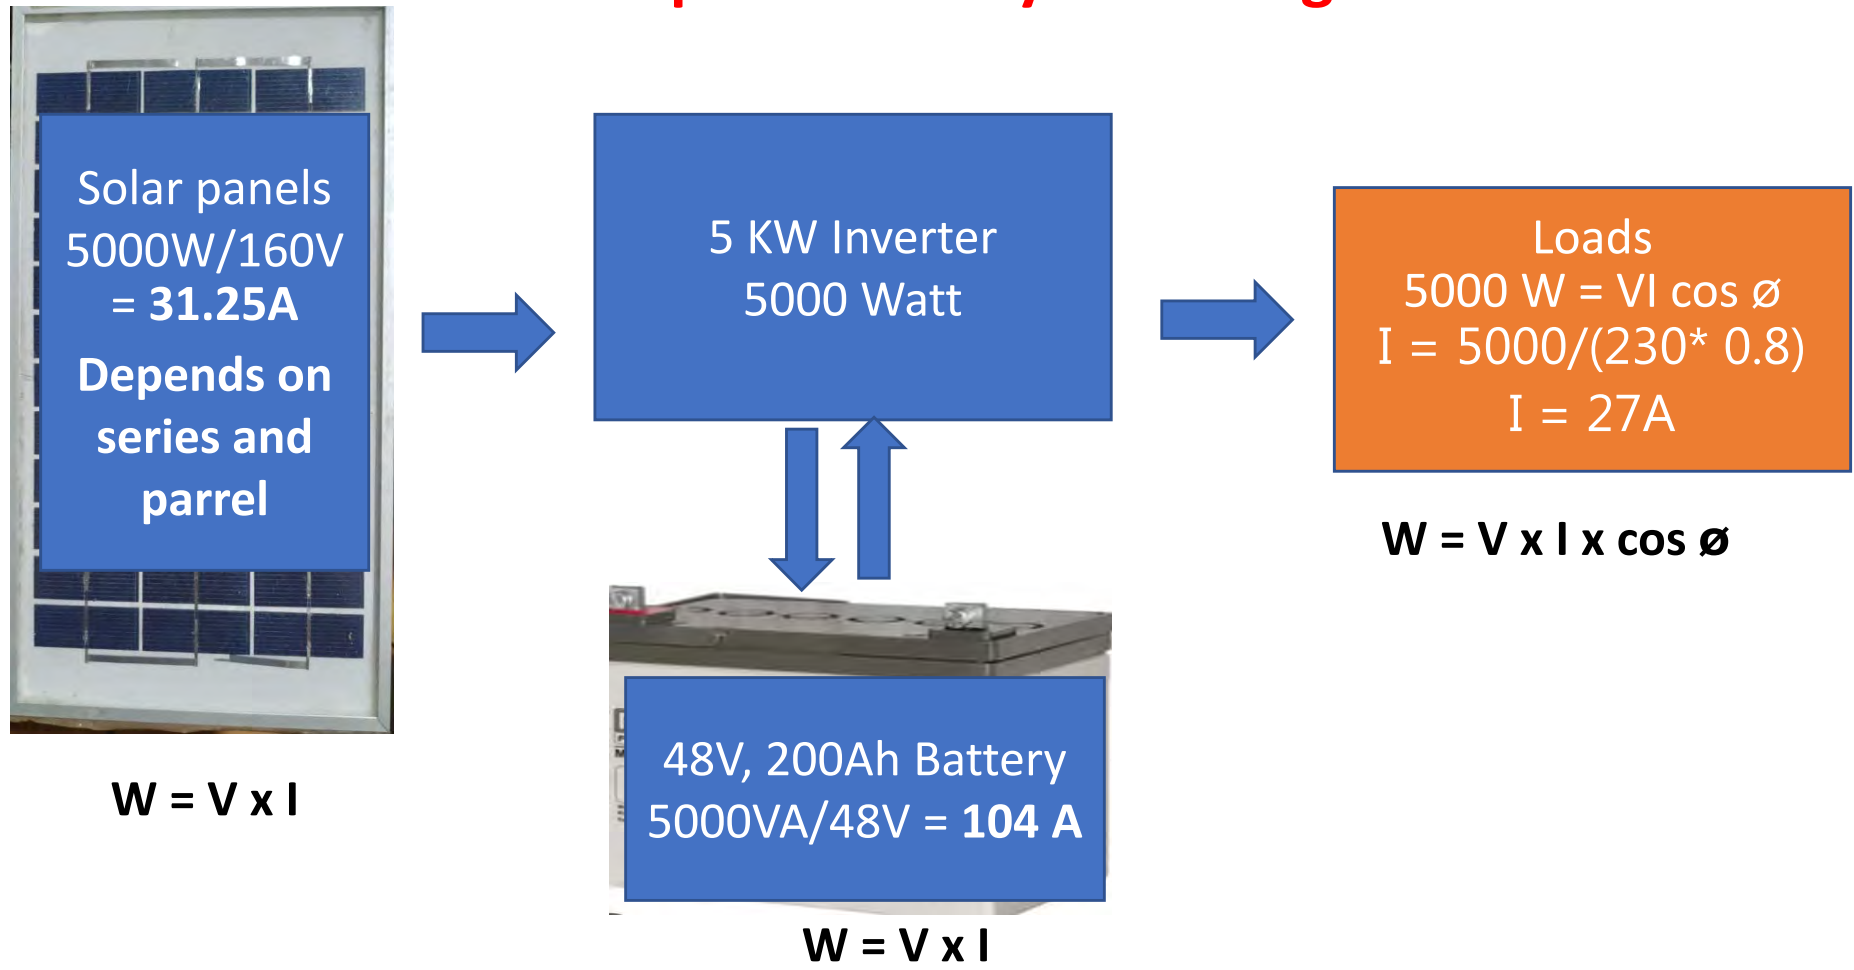 Solar panels
5000W/160V
= 31.25A
Depends on
series and
parrel
W = V x I
5 KW Inverter
5000 Watt
48V, 200Ah Battery
5000VA/48V = 104 A
W = V x I
Loads
5000 W = VI cos ø
I = 5000/(230* 0.8)
I = 27A
W = V x I x cos ø